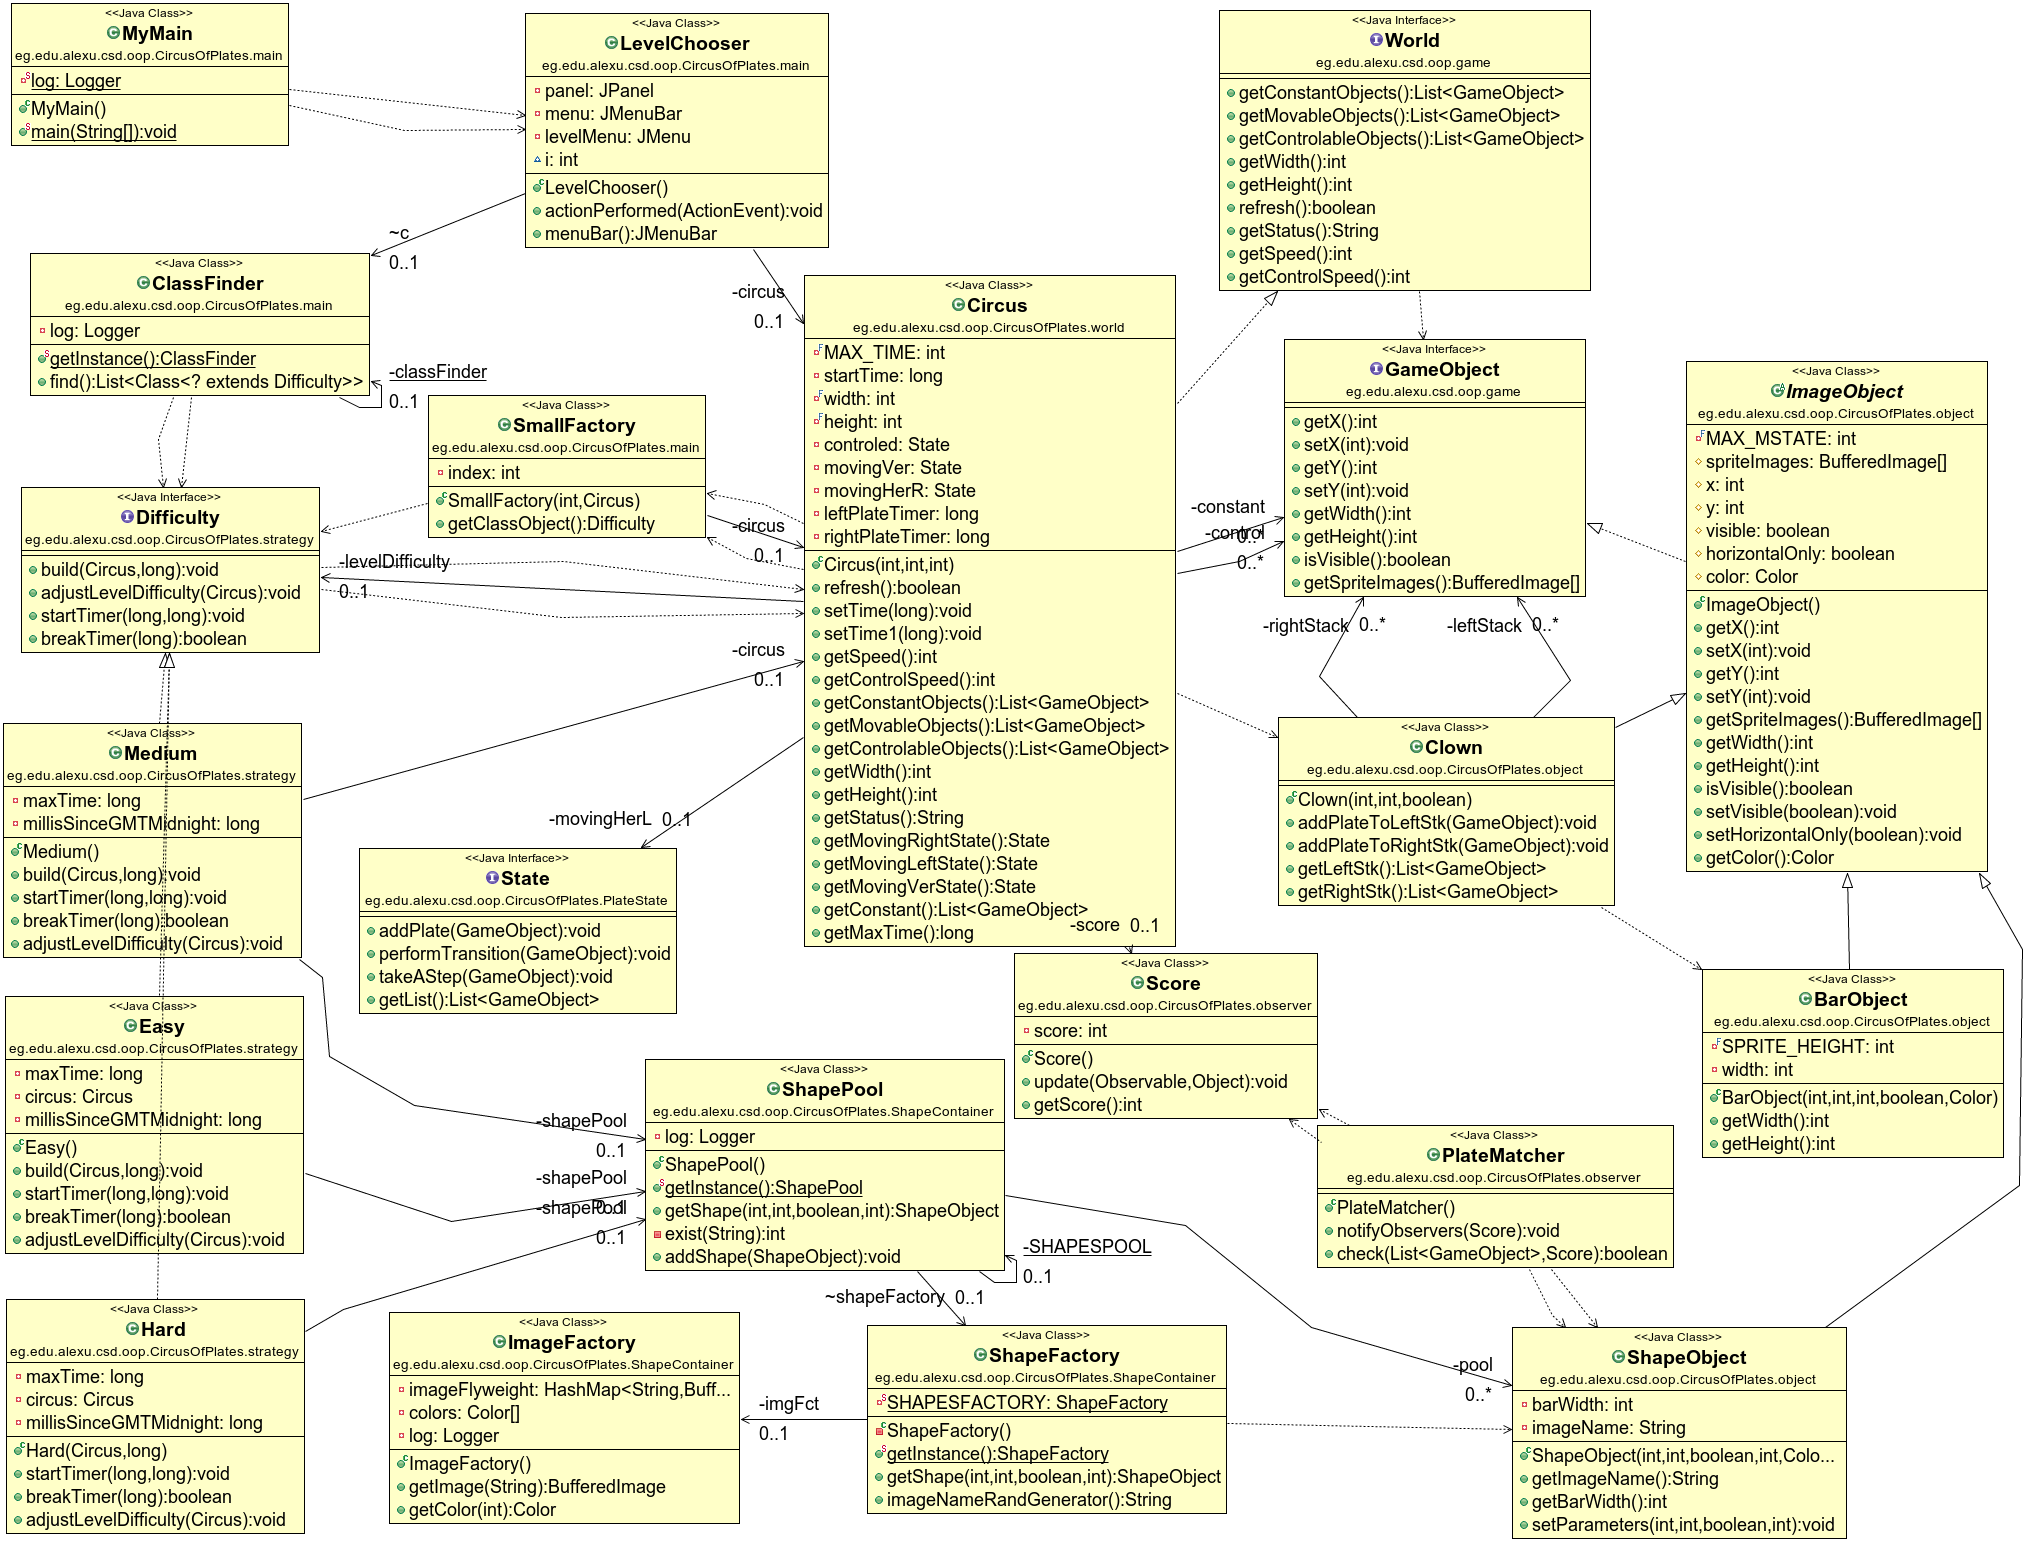 <<Java Class>>
MyMain
eg.edu.alexu.csd.oop.CircusOfPlates.main
log: Logger
MyMain()
main(String[]):void
<<Java Class>>
LevelChooser
eg.edu.alexu.csd.oop.CircusOfPlates.main
panel: JPanel
menu: JMenuBar
levelMenu: JMenu
i: int
LevelChooser()
actionPerformed(ActionEvent):void
menuBar():JMenuBar
<<Java Interface>>
World
eg.edu.alexu.csd.oop.game
getConstantObjects():List<GameObject>
getMovableObjects():List<GameObject>
getControlableObjects():List<GameObject>
getWidth():int
getHeight():int
refresh():boolean
getStatus():String
getSpeed():int
getControlSpeed():int
~c
0..1
<<Java Class>>
ClassFinder
eg.edu.alexu.csd.oop.CircusOfPlates.main
log: Logger
getInstance():ClassFinder
find():List<Class<? extends Difficulty>>
-classFinder
0..1
-circus
0..1
<<Java Class>>
SmallFactory
eg.edu.alexu.csd.oop.CircusOfPlates.main
index: int
SmallFactory(int,Circus)
getClassObject():Difficulty
-circus
0..1
<<Java Class>>
Circus
eg.edu.alexu.csd.oop.CircusOfPlates.world
MAX_TIME: int
startTime: long
width: int
height: int
controled: State
movingVer: State
movingHerR: State
leftPlateTimer: long
rightPlateTimer: long
Circus(int,int,int)
refresh():boolean
setTime(long):void
setTime1(long):void
getSpeed():int
getControlSpeed():int
getConstantObjects():List<GameObject>
getMovableObjects():List<GameObject>
getControlableObjects():List<GameObject>
getWidth():int
getHeight():int
getStatus():String
getMovingRightState():State
getMovingLeftState():State
getMovingVerState():State
getConstant():List<GameObject>
getMaxTime():long
-constant
0..*
-control
0..*
<<Java Interface>>
GameObject
eg.edu.alexu.csd.oop.game
getX():int
setX(int):void
getY():int
setY(int):void
getWidth():int
getHeight():int
isVisible():boolean
getSpriteImages():BufferedImage[]
-rightStack
0..*
-leftStack
0..*
<<Java Class>>
ImageObject
eg.edu.alexu.csd.oop.CircusOfPlates.object
MAX_MSTATE: int
spriteImages: BufferedImage[]
x: int
y: int
visible: boolean
horizontalOnly: boolean
color: Color
ImageObject()
getX():int
setX(int):void
getY():int
setY(int):void
getSpriteImages():BufferedImage[]
getWidth():int
getHeight():int
isVisible():boolean
setVisible(boolean):void
setHorizontalOnly(boolean):void
getColor():Color
<<Java Interface>>
Difficulty
eg.edu.alexu.csd.oop.CircusOfPlates.strategy
build(Circus,long):void
adjustLevelDifficulty(Circus):void
startTimer(long,long):void
breakTimer(long):boolean
-levelDifficulty
0..1
-circus
0..1
<<Java Class>>
Medium
eg.edu.alexu.csd.oop.CircusOfPlates.strategy
maxTime: long
millisSinceGMTMidnight: long
Medium()
build(Circus,long):void
startTimer(long,long):void
breakTimer(long):boolean
adjustLevelDifficulty(Circus):void
-movingHerL
0..1
<<Java Interface>>
State
eg.edu.alexu.csd.oop.CircusOfPlates.PlateState
addPlate(GameObject):void
performTransition(GameObject):void
takeAStep(GameObject):void
getList():List<GameObject>
<<Java Class>>
Clown
eg.edu.alexu.csd.oop.CircusOfPlates.object
Clown(int,int,boolean)
addPlateToLeftStk(GameObject):void
addPlateToRightStk(GameObject):void
getLeftStk():List<GameObject>
getRightStk():List<GameObject>
-score
0..1
<<Java Class>>
Score
eg.edu.alexu.csd.oop.CircusOfPlates.observer
score: int
Score()
update(Observable,Object):void
getScore():int
<<Java Class>>
BarObject
eg.edu.alexu.csd.oop.CircusOfPlates.object
SPRITE_HEIGHT: int
width: int
BarObject(int,int,int,boolean,Color)
getWidth():int
getHeight():int
<<Java Class>>
Easy
eg.edu.alexu.csd.oop.CircusOfPlates.strategy
maxTime: long
circus: Circus
millisSinceGMTMidnight: long
Easy()
build(Circus,long):void
startTimer(long,long):void
breakTimer(long):boolean
adjustLevelDifficulty(Circus):void
-shapePool
0..1
-shapePool
0..1
-shapePool
0..1
<<Java Class>>
ShapePool
eg.edu.alexu.csd.oop.CircusOfPlates.ShapeContainer
log: Logger
ShapePool()
getInstance():ShapePool
getShape(int,int,boolean,int):ShapeObject
exist(String):int
addShape(ShapeObject):void
-SHAPESPOOL
0..1
~shapeFactory
0..1
<<Java Class>>
PlateMatcher
eg.edu.alexu.csd.oop.CircusOfPlates.observer
PlateMatcher()
notifyObservers(Score):void
check(List<GameObject>,Score):boolean
<<Java Class>>
Hard
eg.edu.alexu.csd.oop.CircusOfPlates.strategy
maxTime: long
circus: Circus
millisSinceGMTMidnight: long
Hard(Circus,long)
startTimer(long,long):void
breakTimer(long):boolean
adjustLevelDifficulty(Circus):void
<<Java Class>>
ImageFactory
eg.edu.alexu.csd.oop.CircusOfPlates.ShapeContainer
imageFlyweight: HashMap<String,Buff...
colors: Color[]
log: Logger
ImageFactory()
getImage(String):BufferedImage
getColor(int):Color
-imgFct
0..1
<<Java Class>>
ShapeFactory
eg.edu.alexu.csd.oop.CircusOfPlates.ShapeContainer
SHAPESFACTORY: ShapeFactory
ShapeFactory()
getInstance():ShapeFactory
getShape(int,int,boolean,int):ShapeObject
imageNameRandGenerator():String
-pool
0..*
<<Java Class>>
ShapeObject
eg.edu.alexu.csd.oop.CircusOfPlates.object
barWidth: int
imageName: String
ShapeObject(int,int,boolean,int,Colo...
getImageName():String
getBarWidth():int
setParameters(int,int,boolean,int):void